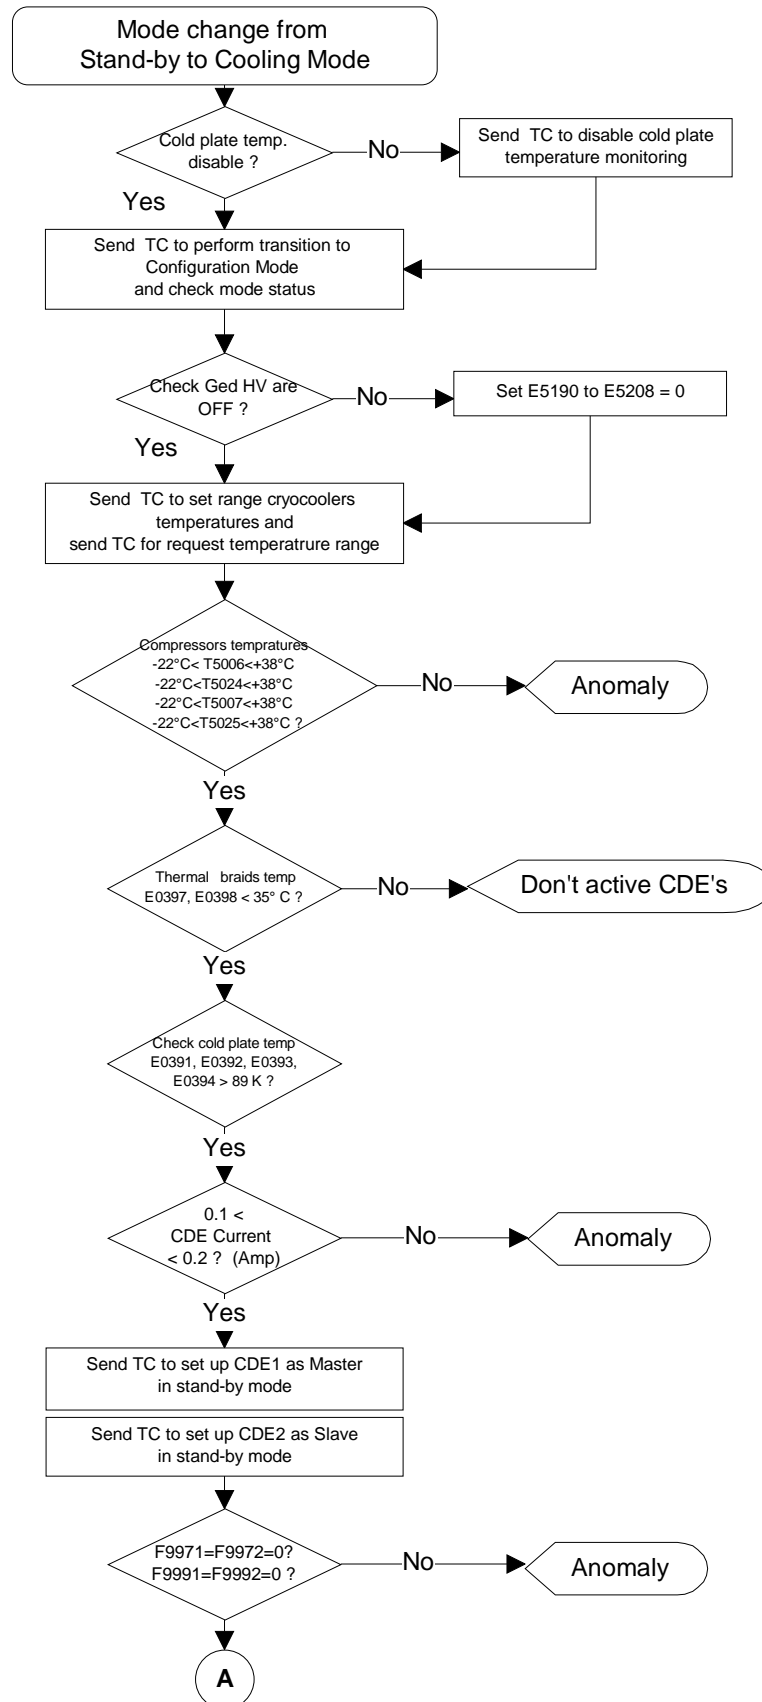 Mode change from
Stand-by to Cooling Mode
Cold plate temp.
disable ?
No
Send TC to disable cold plate
temperature monitoring
Yes
Send TC to perform transition to
Configuration Mode
and check mode status
Check Ged HV are
OFF ?
No
Set E5190 to E5208 = 0
Yes
Send TC to set range cryocoolers
temperatures and
send TC for request temperatrure range
Compressors tempratures
-22°C< T5006<+38°C
-22°C<T5024<+38°C
-22°C<T5007<+38°C
-22°C<T5025<+38°C ?
No
Anomaly
Yes
Thermal braids temp
E0397, E0398 < 35° C ?
No
Don't active CDE's
Yes
Check cold plate temp
E0391, E0392, E0393,
E0394 > 89 K ?
Yes
0.1 <
CDE Current
< 0.2 ? (Amp)
No
Anomaly
Yes
Send TC to set up CDE1 as Master
in stand-by mode
Send TC to set up CDE2 as Slave
in stand-by mode
F9971=F9972=0?
F9991=F9992=0 ?
No
Anomaly
A